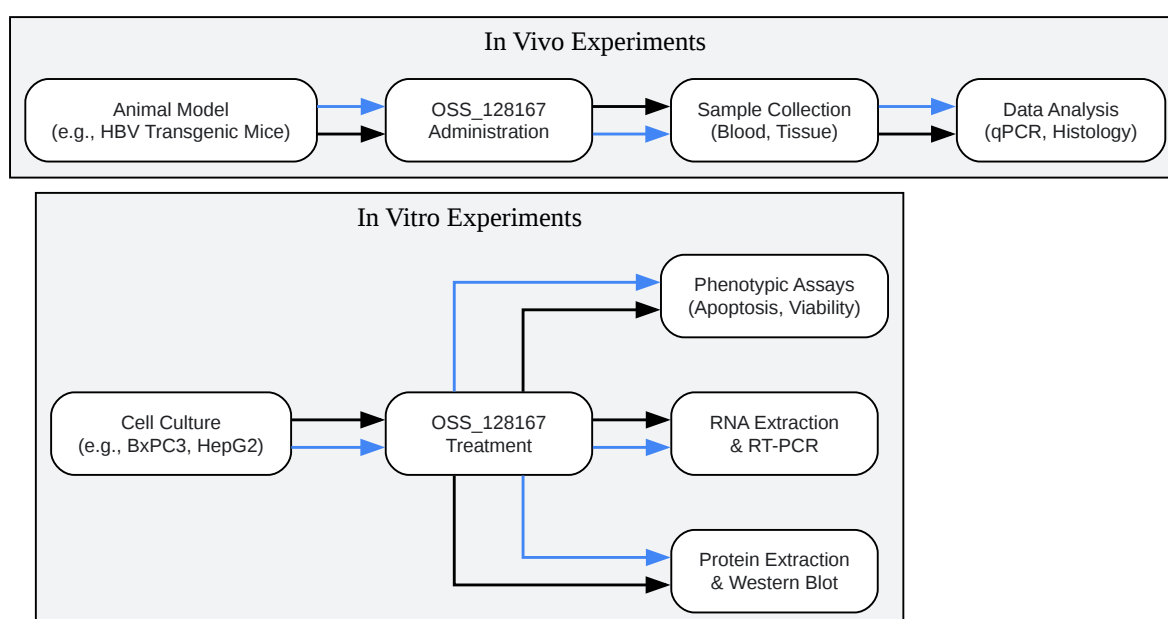 In Vivo Experiments
Animal Model
(e.g., HBV Transgenic Mice)
OSS_128167
Administration
Sample Collection
(Blood, Tissue)
Data Analysis
(qPCR, Histology)
In Vitro Experiments
Phenotypic Assays
(Apoptosis, Viability)
Cell Culture
(e.g., BxPC3, HepG2)
OSS_128167
Treatment
RNA Extraction
& RT-PCR
Protein Extraction
& Western Blot